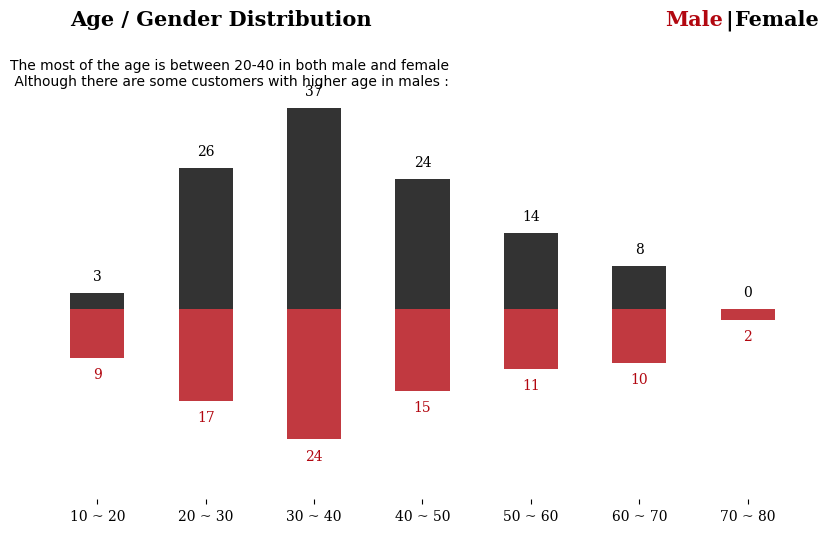 Age / Gender Distribution
Male | Female
The most of the age is between 20-40 in both male and female
Although there are some customers with higher age in males :
37
26
24
14
8
3
0
9
17
24
15
11
10
2
10 ~ 20
20 ~ 30
30 ~ 40
40 ~ 50
50 ~ 60
60 ~ 70
70 ~ 80